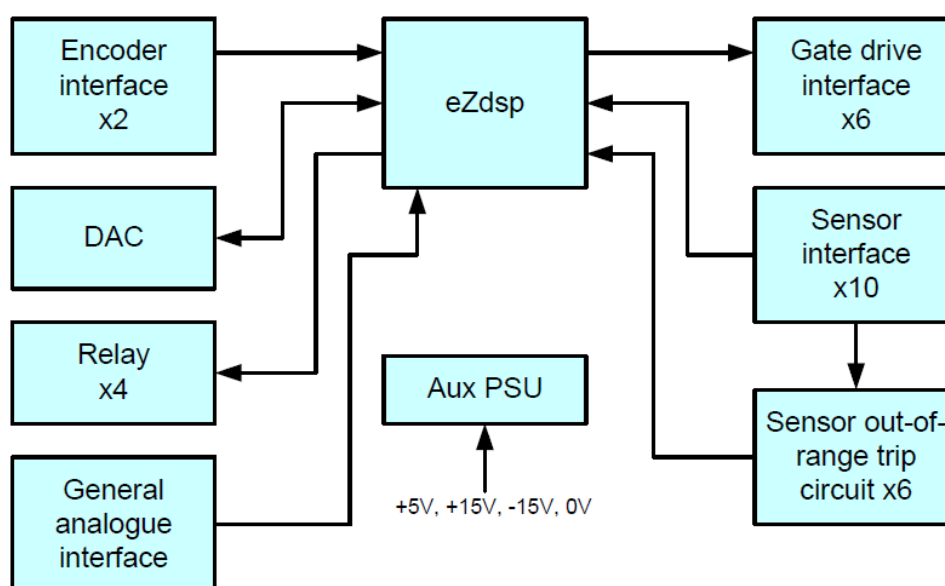 Encoder
interface
x2
eZdsp
Gate drive
interface
x6
DAC
Sensor
interface
x10
Relay
x4
Aux PSU
Sensor out-of-
range trip
circuit x6
General
analogue
interface
+5V, +15V, -15V, 0V